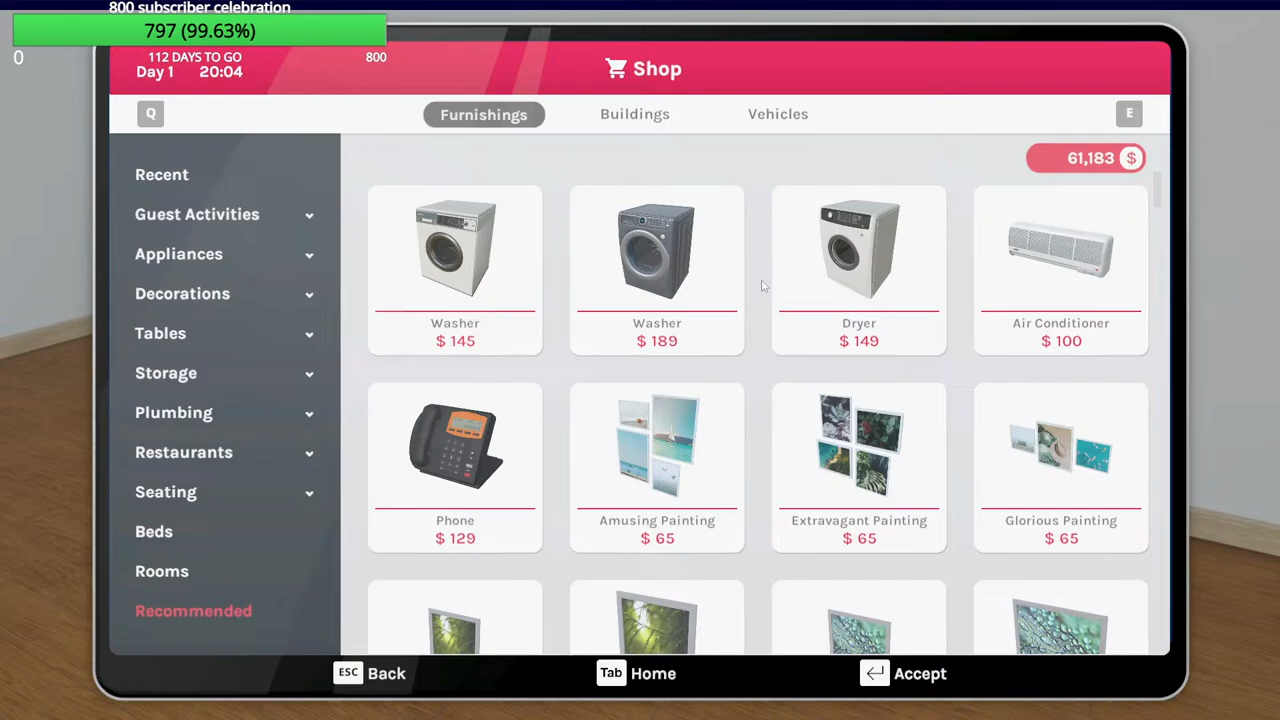 800 subscriber celebration
797 (99.63%)
0
112 DAYS TO GO
800
Day 1 20:04
Shop
Q
Furnishings
Buildings
Vehicles
E
61,183 $
Recent
Guest Activities
Appliances
Decorations
Tables
Storage
Plumbing
Restaurants
Seating
Beds
Rooms
Recommended
Washer
$ 145
Washer
$ 189
Dryer
$ 149
Air Conditioner
$ 100
Phone
$ 129
Amusing Painting
$ 65
Extravagant Painting
$ 65
Glorious Painting
$ 65
ESC Back
Tab Home
Accept